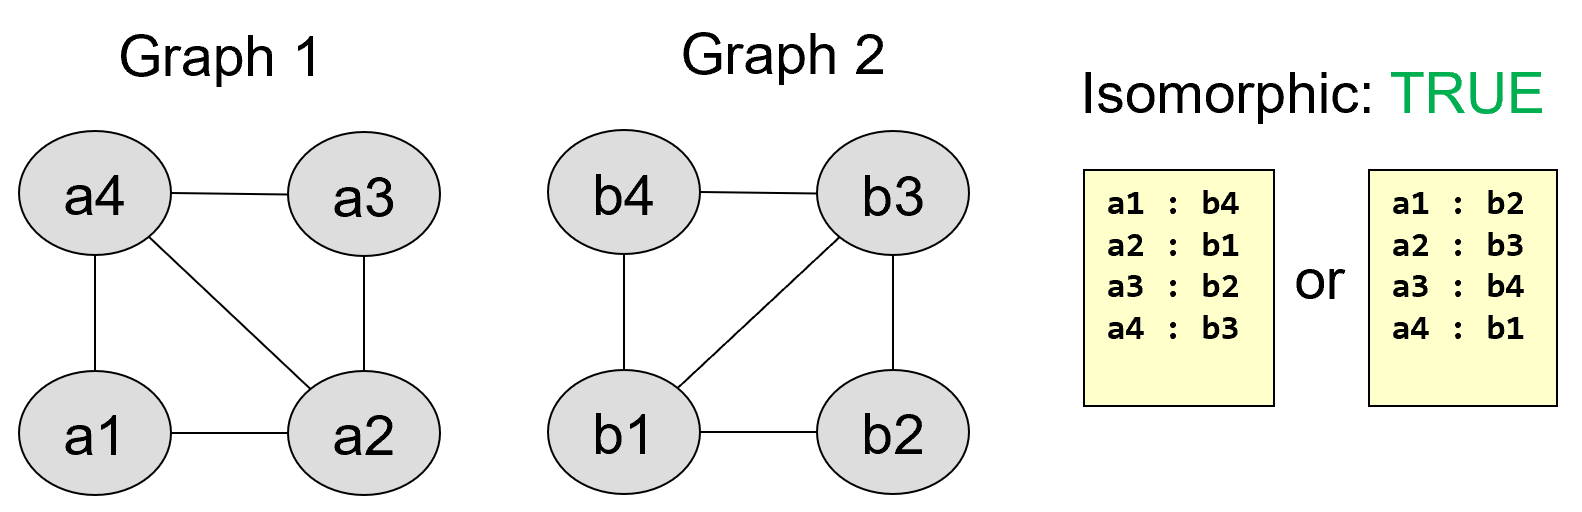 Graph 1
a4
a3
a1
a2
Graph 2
b4
b3
b1
b2
Isomorphic: TRUE
a1 : b4
a2 : b1
a3 : b2
a4 : b3
or
a1 : b2
a2 : b3
a3 : b4
a4 : b1